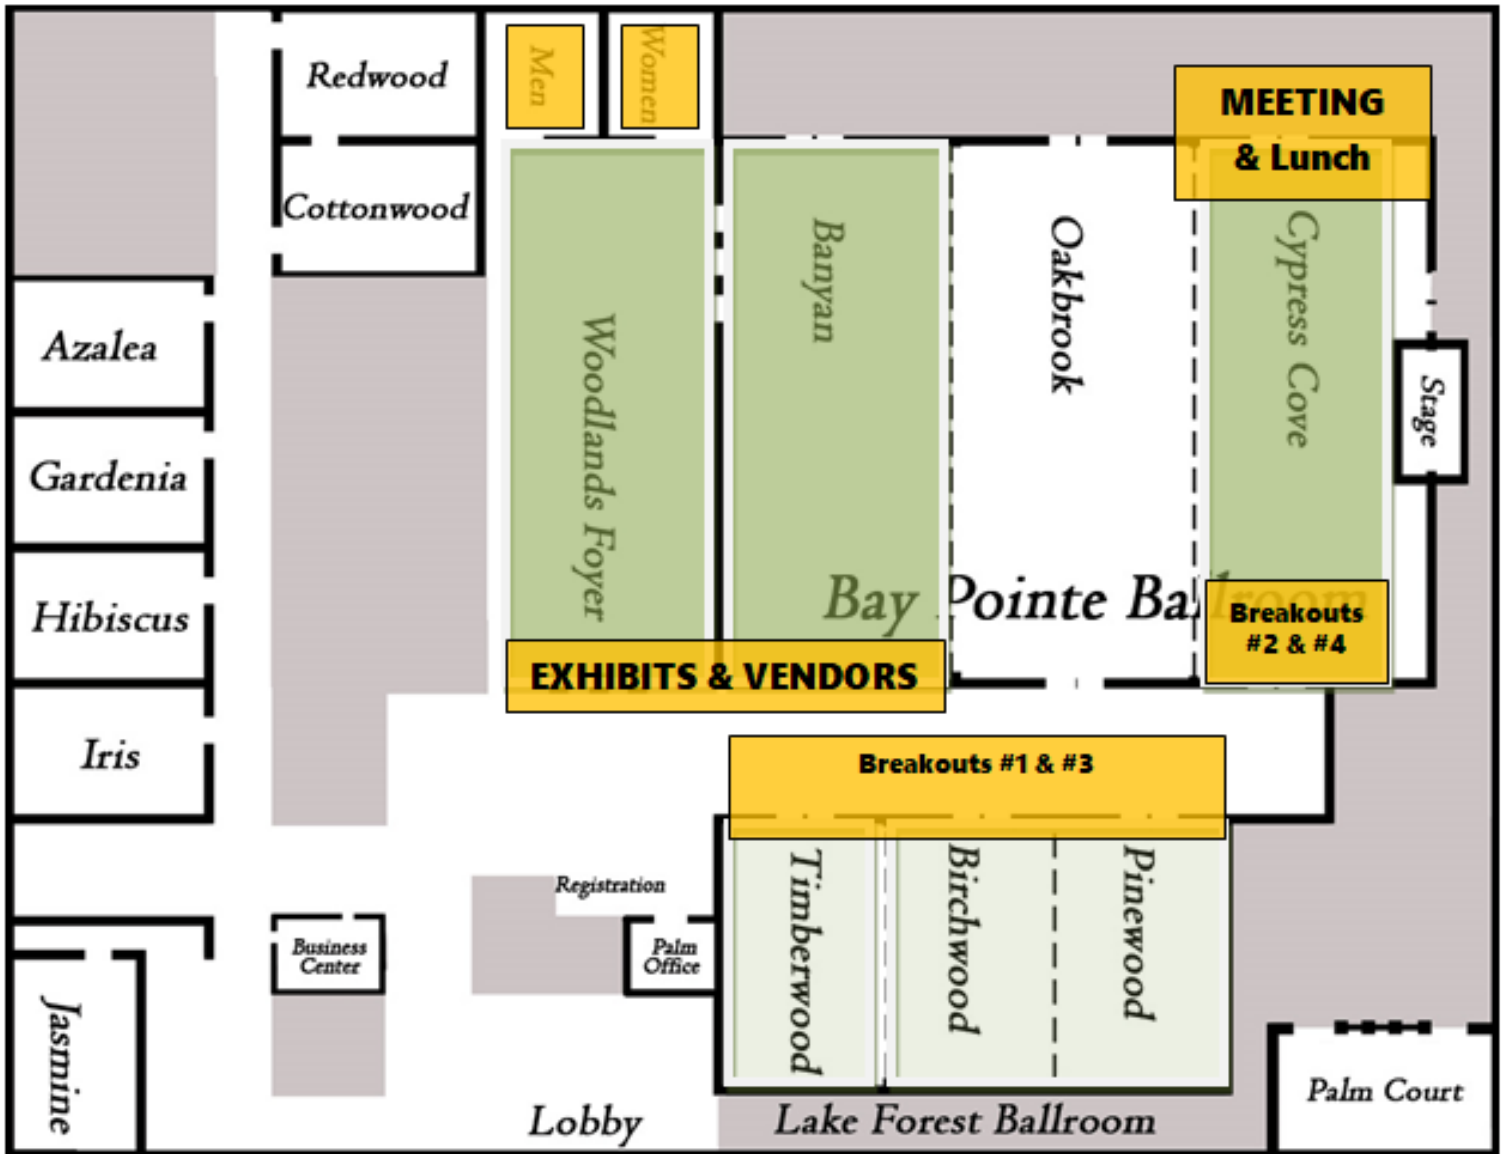 Redwood
Men
Women
MEETING
& Lunch
Cottonwood
Banyan
Oakbrook
Cypress Cove
Azalea
Woodlands Foyer
Stage
Gardenia
Hibiscus
Bay Pointe Ballroom
Breakouts
#2 & #4
EXHIBITS & VENDORS
Iris
Breakouts #1 & #3
Timberwood
Birchwood
Pinewood
Registration
Business
Center
Palm
Office
Jasmine
Palm Court
Lobby
Lake Forest Ballroom